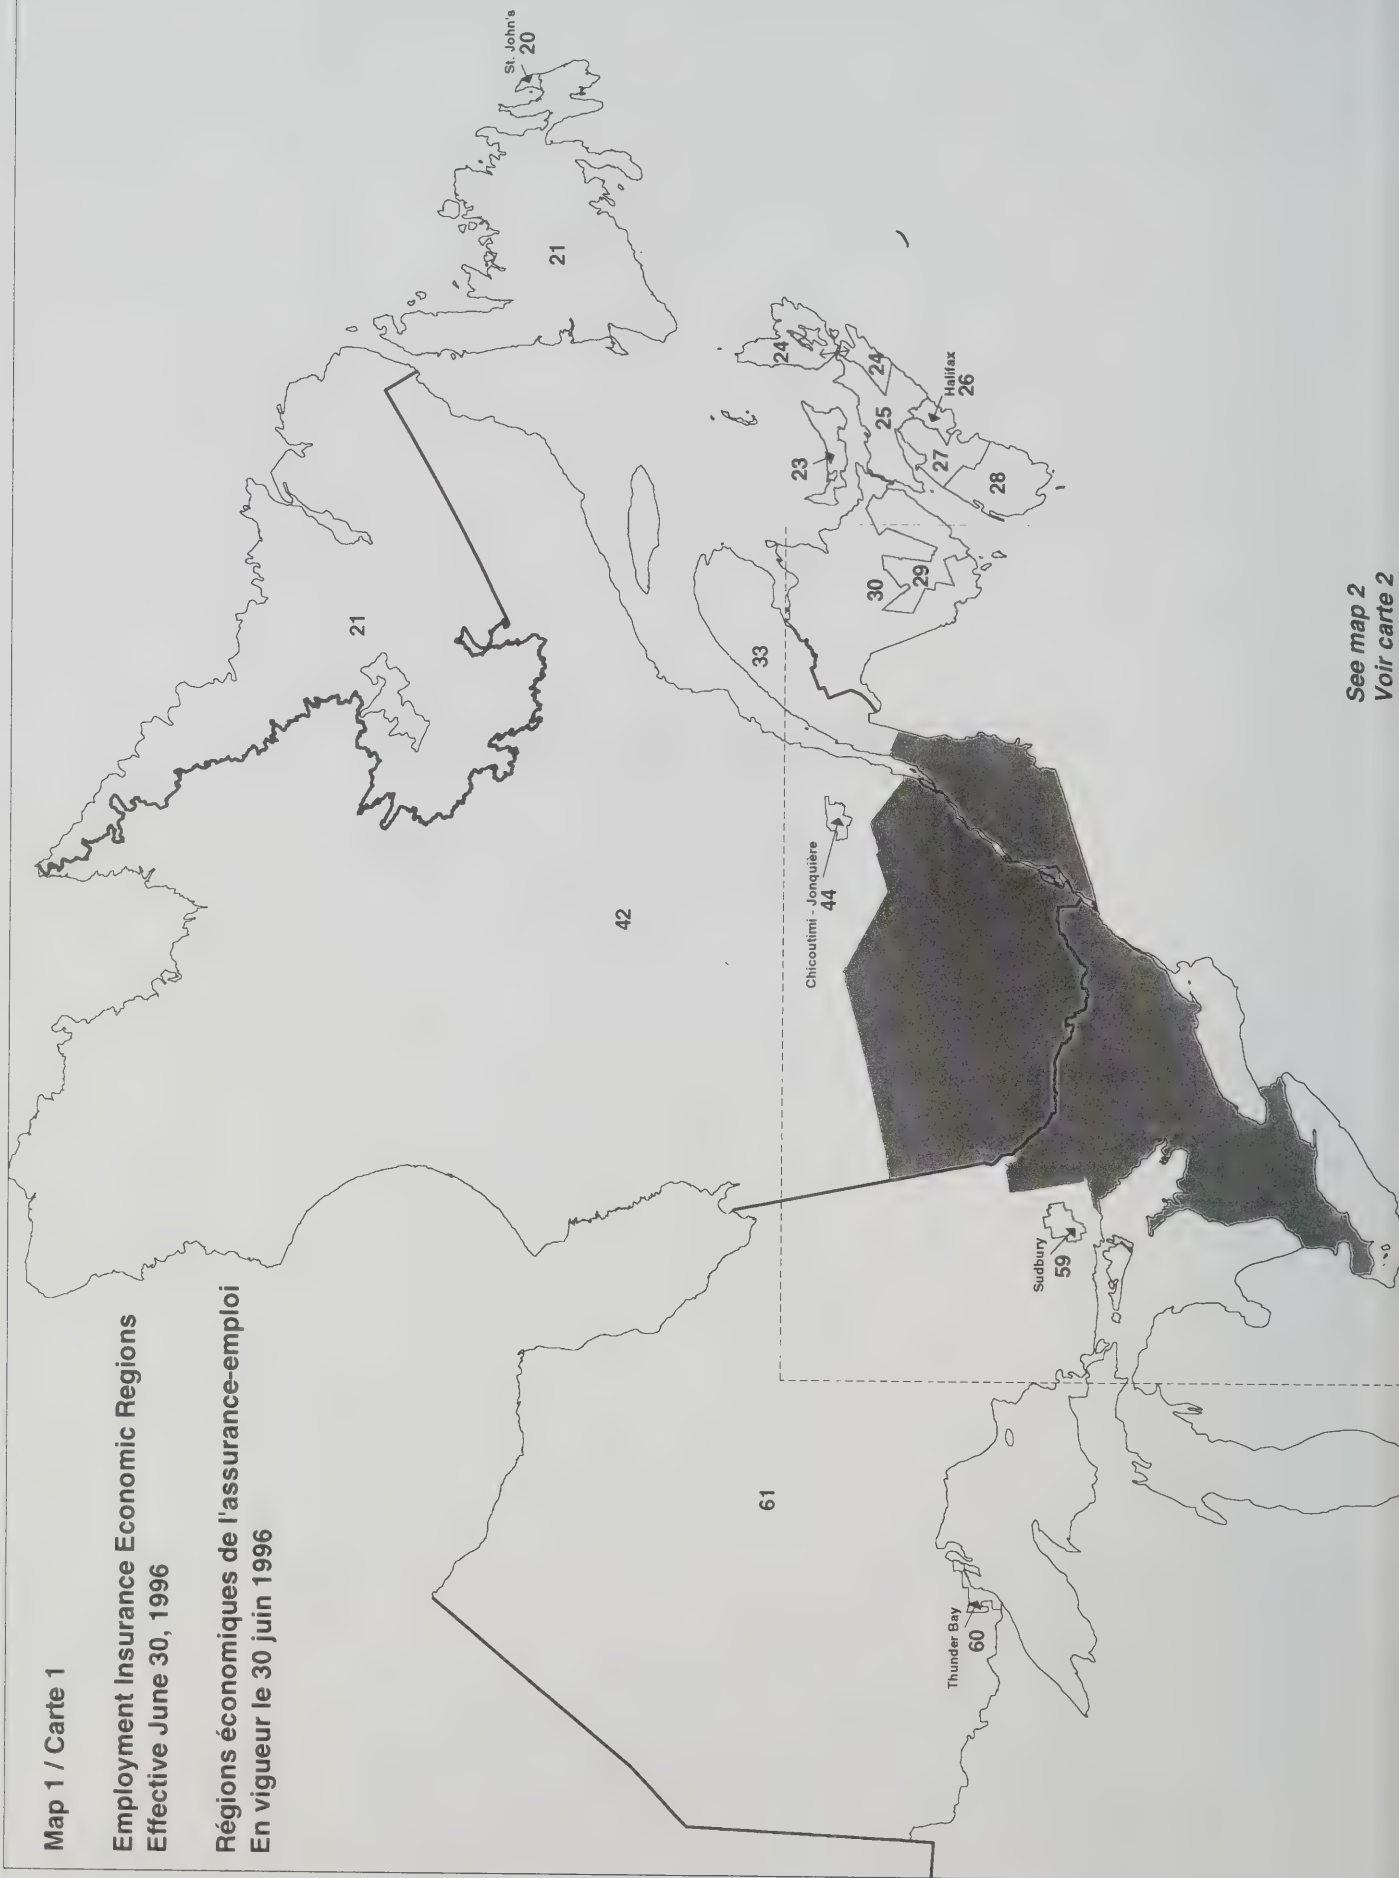 Map 1 / Carte 1
Employment Insurance Economic Regions
Effective June 30, 1996
Régions économiques de l'assurance-emploi
En vigueur le 30 juin 1996
St. John's
20
21
21
42
24
24
23
25
Halifax
26
27
28
30
29
33
Chicoutimi - Jonquière
44
Sudbury
59
61
Thunder Bay
60
See map 2
Voir carte 2